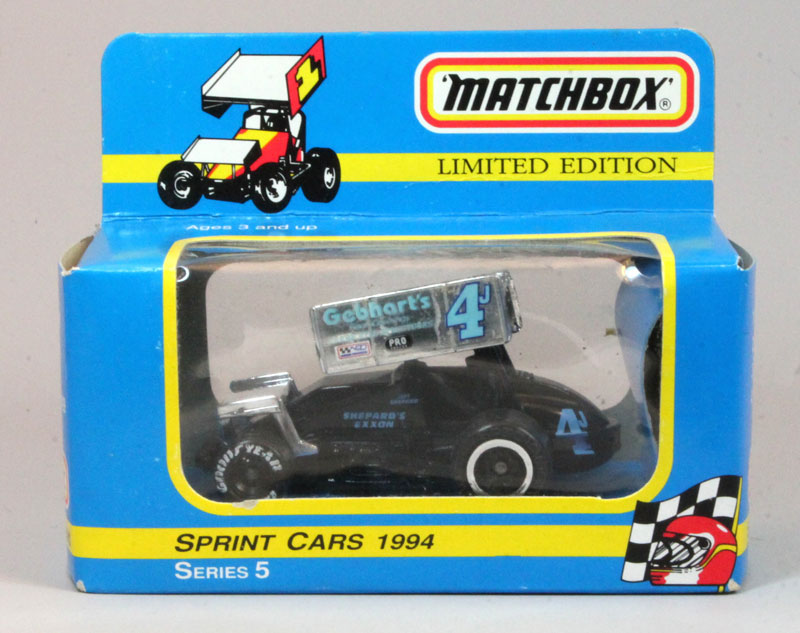 1
'MATCHBOX'®
LIMITED EDITION
Ages 3 and up
Gebhart's
4J
PRO
SHEPARD'S
EXXON
4J
GOODYEAR
SPRINT CARS 1994
SERIES 5